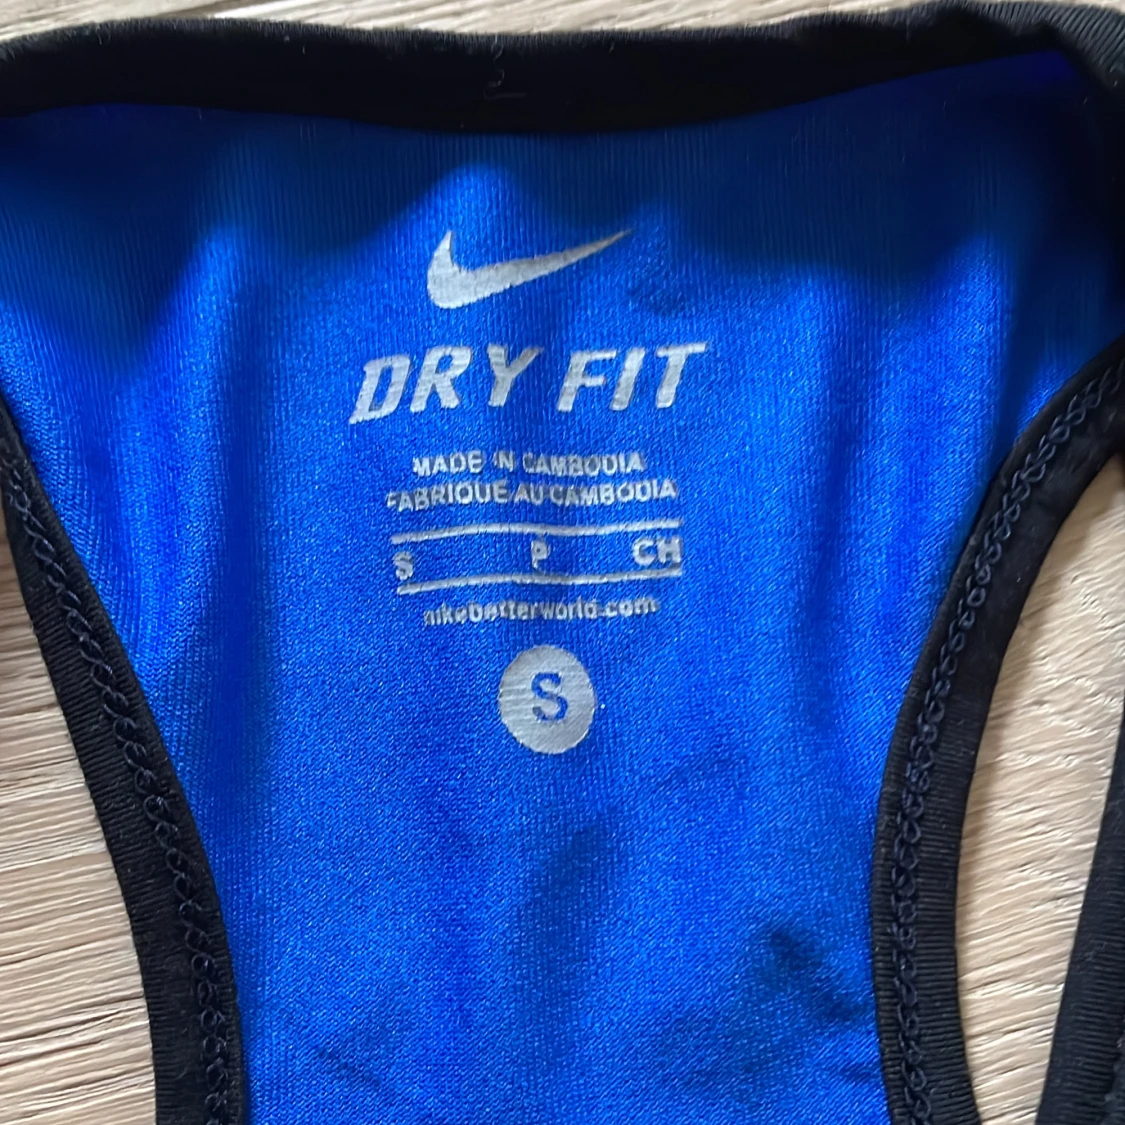 DRY FIT
MADE IN CAMBODIA
FABRIQUE AU CAMBODIA
S P CH
nikebetterworld.com
S